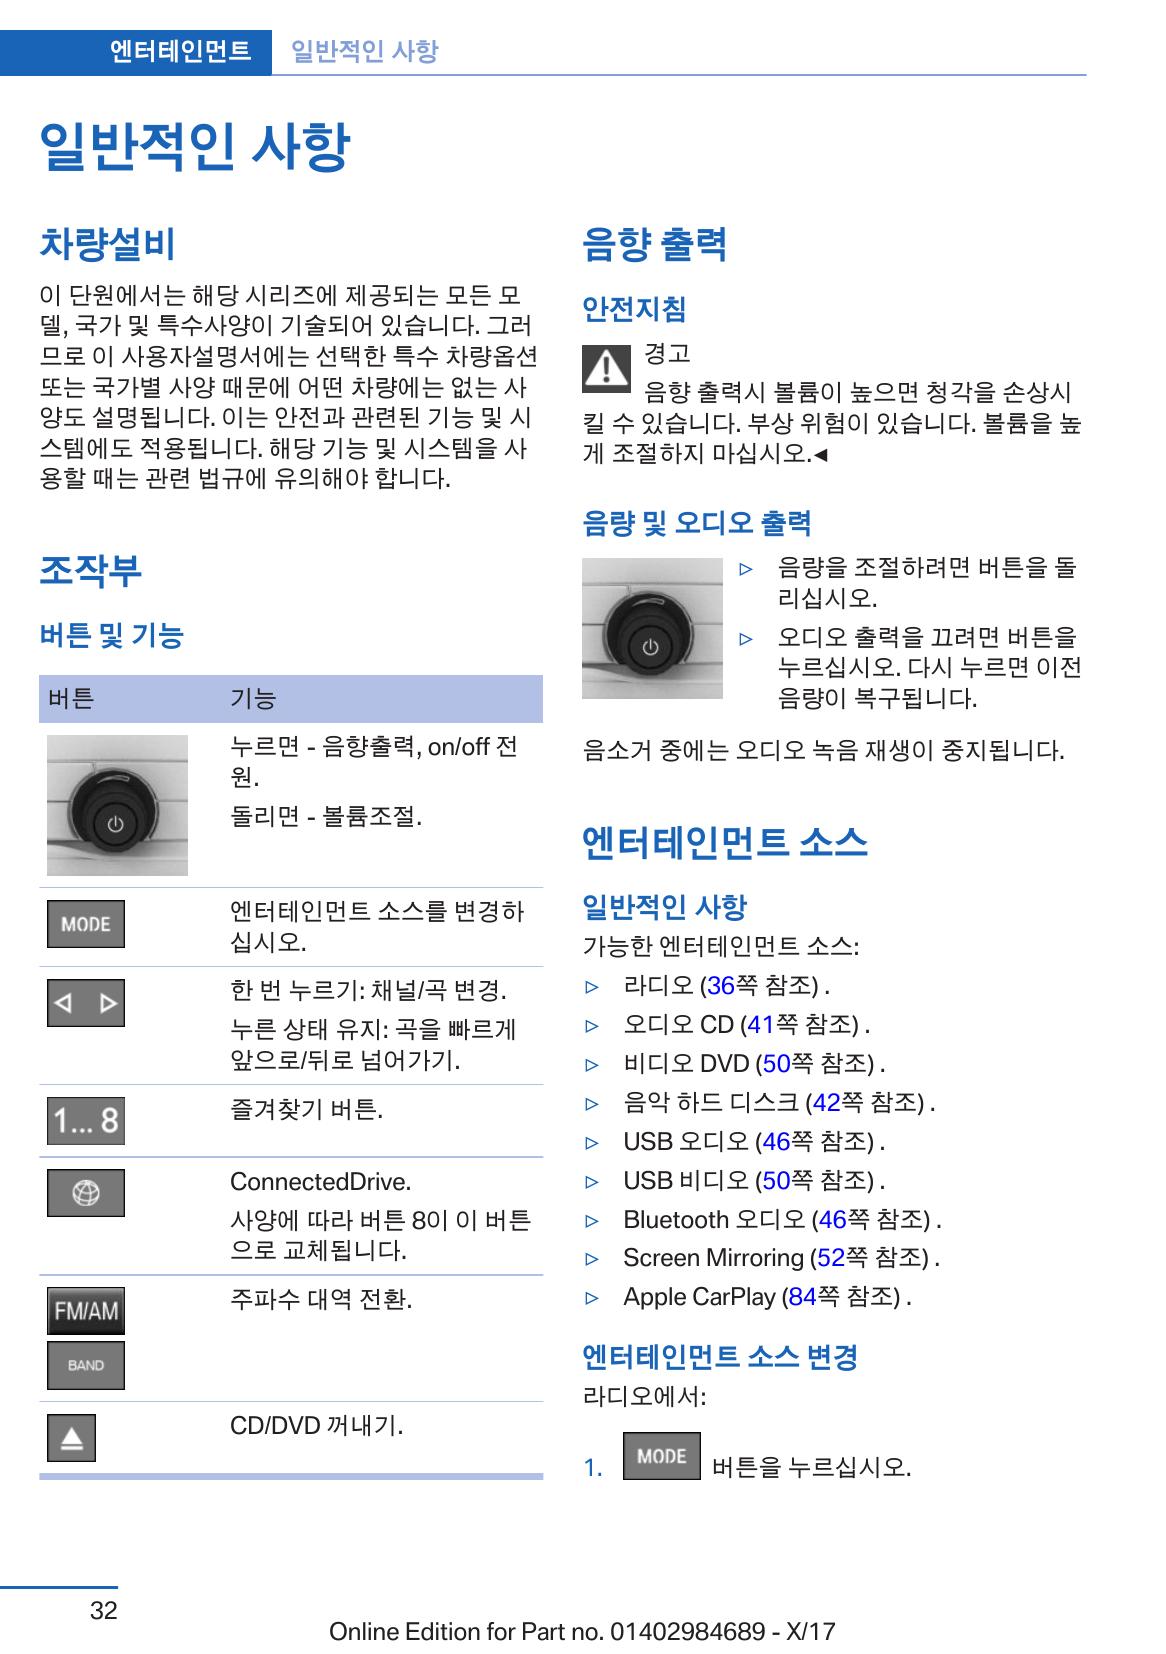 엔터테인먼트 일반적인 사항
일반적인 사항
차량설비
이 단원에서는 해당 시리즈에 제공되는 모든 모
델, 국가 및 특수사양이 기술되어 있습니다. 그러
므로 이 사용자설명서에는 선택한 특수 차량옵션
또는 국가별 사양 때문에 어떤 차량에는 없는 사
양도 설명됩니다. 이는 안전과 관련된 기능 및 시
스템에도 적용됩니다. 해당 기능 및 시스템을 사
용할 때는 관련 법규에 유의해야 합니다.
조작부
버튼 및 기능
버튼 기능
누르면 - 음향출력, on/off 전
원.
돌리면 - 볼륨조절.
MODE 엔터테인먼트 소스를 변경하
십시오.
한 번 누르기: 채널/곡 변경.
누른 상태 유지: 곡을 빠르게
앞으로/뒤로 넘어가기.
1... 8 즐겨찾기 버튼.
ConnectedDrive.
사양에 따라 버튼 8이 이 버튼
으로 교체됩니다.
FM/AM 주파수 대역 전환.
BAND
CD/DVD 꺼내기.
음향 출력
안전지침
경고
음향 출력시 볼륨이 높으면 청각을 손상시
킬 수 있습니다. 부상 위험이 있습니다. 볼륨을 높
게 조절하지 마십시오.◄
음량 및 오디오 출력
▷ 음량을 조절하려면 버튼을 돌
리십시오.
▷ 오디오 출력을 끄려면 버튼을
누르십시오. 다시 누르면 이전
음량이 복구됩니다.
음소거 중에는 오디오 녹음 재생이 중지됩니다.
엔터테인먼트 소스
일반적인 사항
가능한 엔터테인먼트 소스:
▷ 라디오 (36쪽 참조) .
▷ 오디오 CD (41쪽 참조) .
▷ 비디오 DVD (50쪽 참조) .
▷ 음악 하드 디스크 (42쪽 참조) .
▷ USB 오디오 (46쪽 참조) .
▷ USB 비디오 (50쪽 참조) .
▷ Bluetooth 오디오 (46쪽 참조) .
▷ Screen Mirroring (52쪽 참조) .
▷ Apple CarPlay (84쪽 참조) .
엔터테인먼트 소스 변경
라디오에서:
1. MODE 버튼을 누르십시오.
32
Online Edition for Part no. 01402984689 - X/17